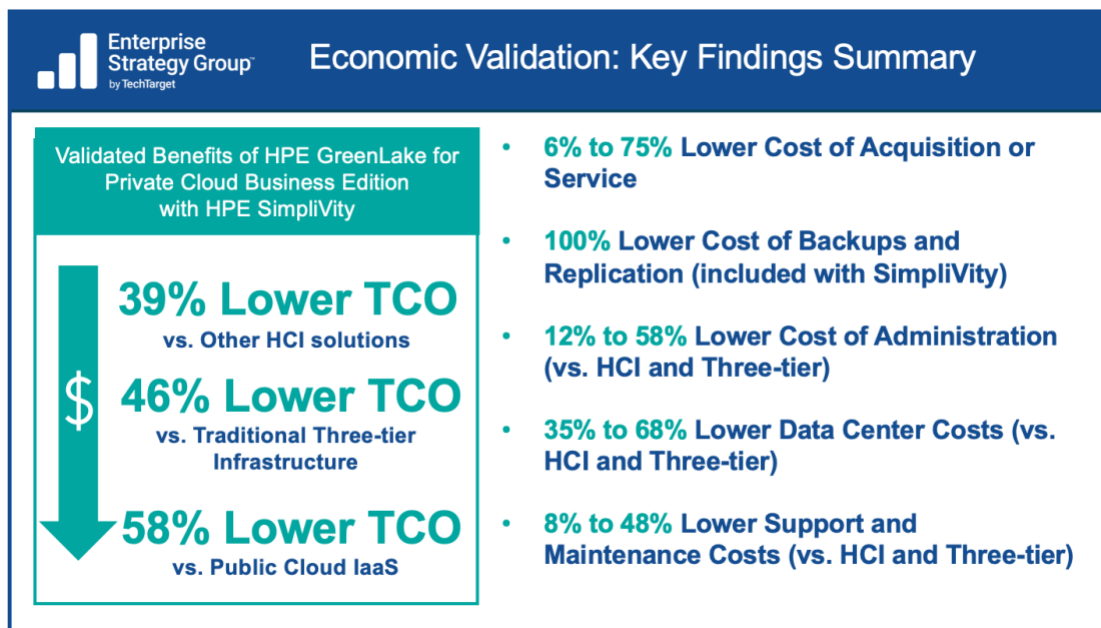 Enterprise
Strategy Group™
by TechTarget
Economic Validation: Key Findings Summary
Validated Benefits of HPE GreenLake for
Private Cloud Business Edition
with HPE SimpliVity
$
39% Lower TCO
vs. Other HCI solutions
46% Lower TCO
vs. Traditional Three-tier
Infrastructure
58% Lower TCO
vs. Public Cloud IaaS
• 6% to 75% Lower Cost of Acquisition or
Service
• 100% Lower Cost of Backups and
Replication (included with SimpliVity)
• 12% to 58% Lower Cost of Administration
(vs. HCI and Three-tier)
• 35% to 68% Lower Data Center Costs (vs.
HCI and Three-tier)
• 8% to 48% Lower Support and
Maintenance Costs (vs. HCI and Three-tier)